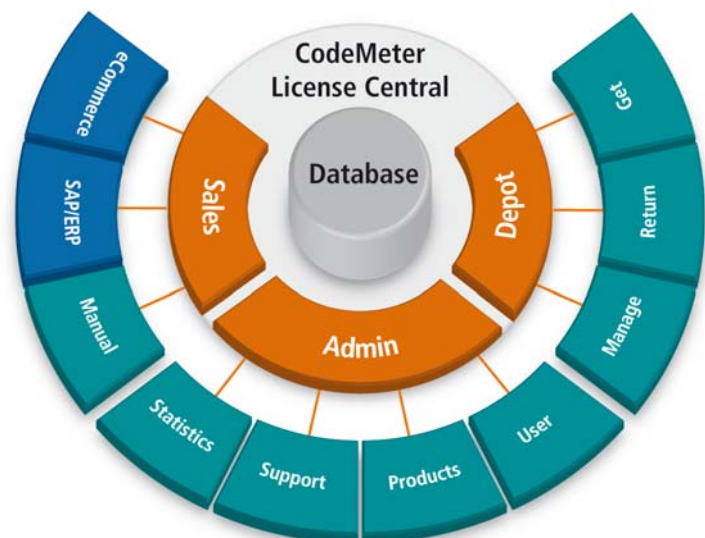 CodeMeter
License Central
Database
Sales
Admin
Depot
eCommerce
SAP/ERP
Manual
Statistics
Support
Products
User
Manage
Return
Get